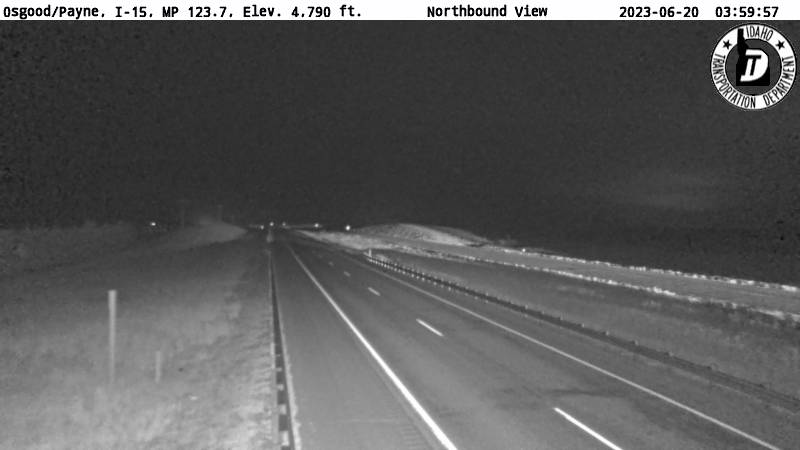 Osgood/Payne, I-15, MP 123.7, Elev. 4,790 ft. Northbound View 2023-06-20 03:59:57
IDAHO
TRANSPORTATION DEPARTMENT